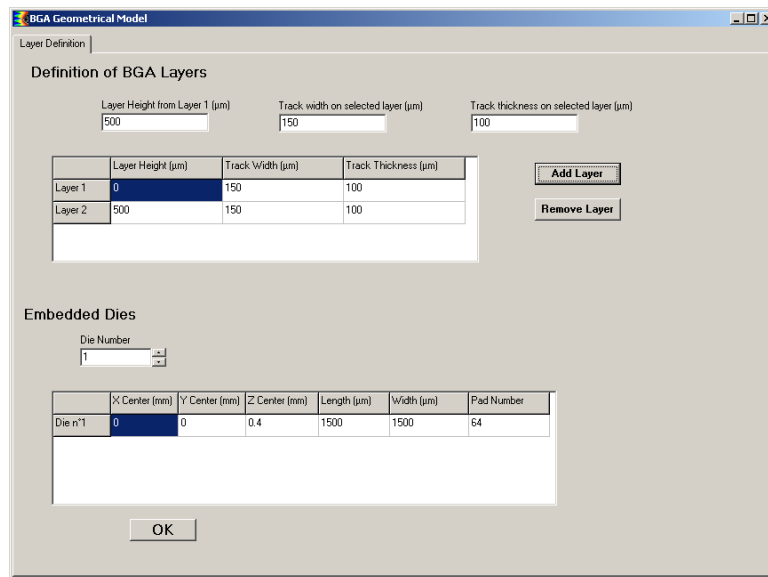 BGA Geometrical Model
Layer Definition
Definition of BGA Layers
Layer Height from Layer 1 (µm) Track width on selected layer (µm) Track thickness on selected layer (µm)
500 150 100
Layer Height (µm) Track Width (µm) Track Thickness (µm)
Layer 1 0 150 100
Layer 2 500 150 100
Add Layer
Remove Layer
Embedded Dies
Die Number
1
X Center (mm) Y Center (mm) Z Center (mm) Length (µm) Width (µm) Pad Number
Die n°1 0 0 0.4 1500 1500 64
OK